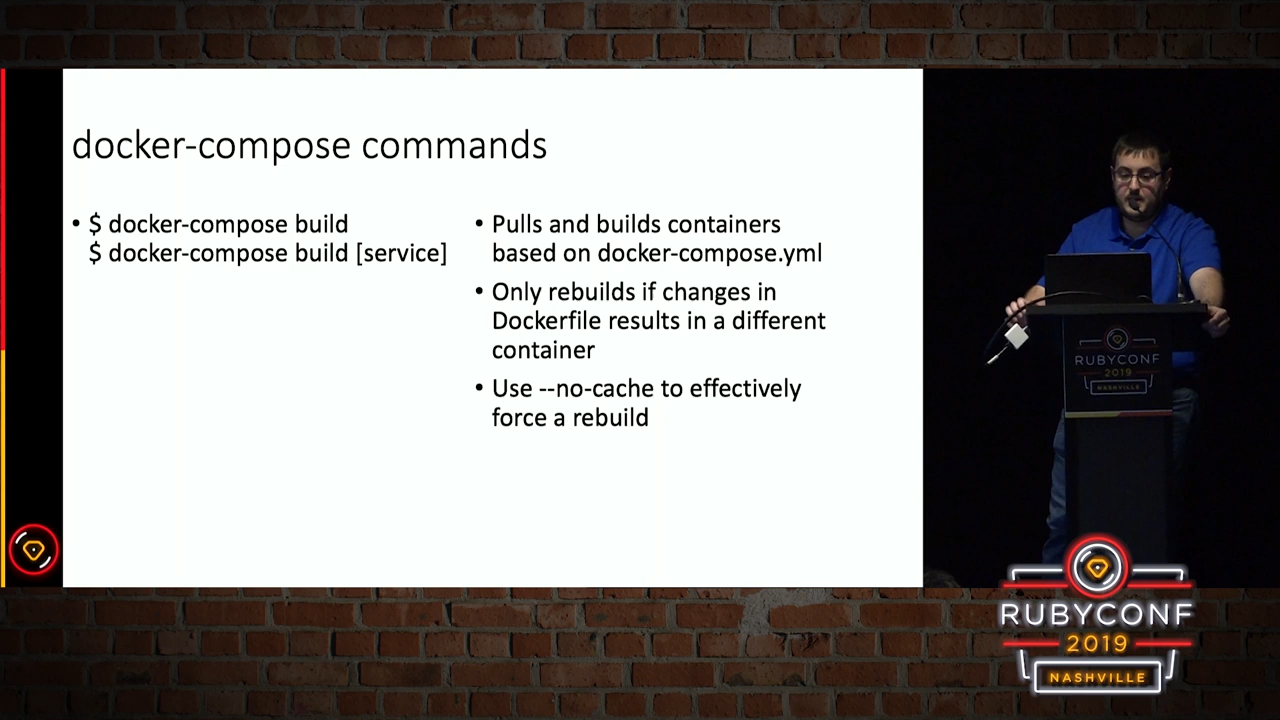 docker-compose commands
• $ docker-compose build
$ docker-compose build [service]
• Pulls and builds containers
based on docker-compose.yml
• Only rebuilds if changes in
Dockerfile results in a different
container
• Use --no-cache to effectively
force a rebuild
RUBYCONF
2019
NASHVILLE
RUBYCONF
2019
NASHVILLE